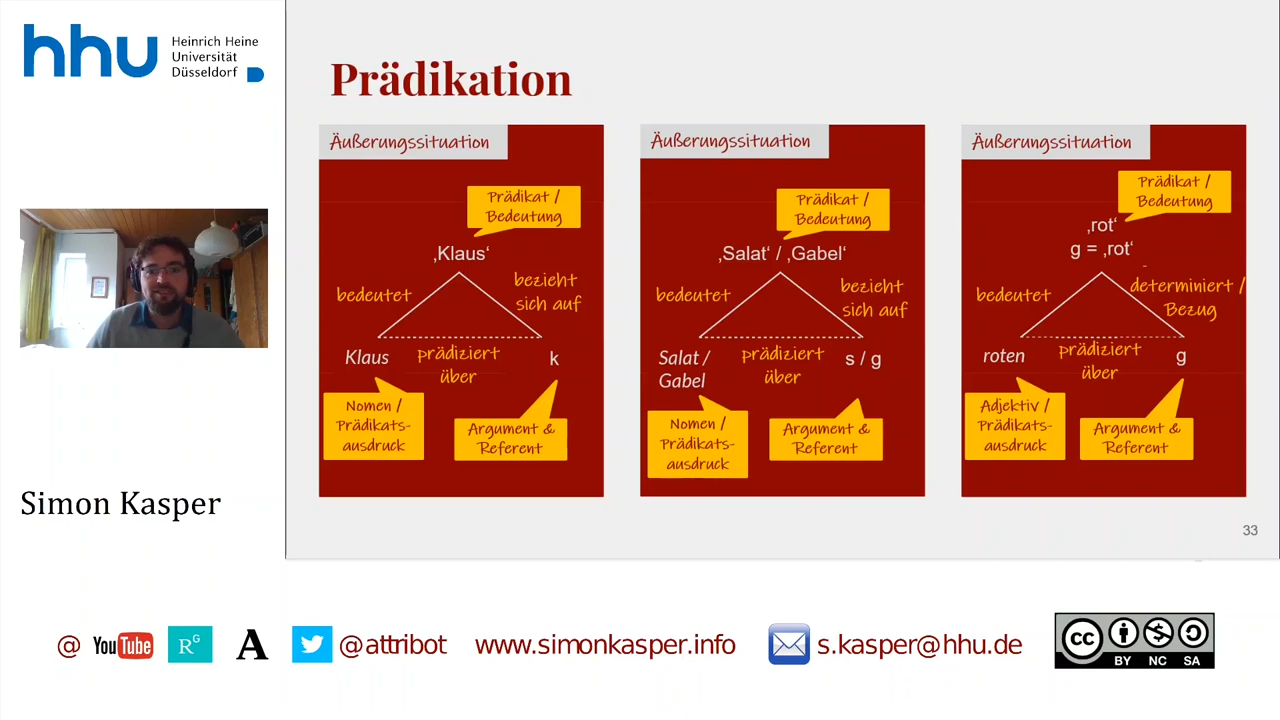 hhu
Heinrich Heine
Universität
Düsseldorf
Simon Kasper
Prädikation
Äußerungssituation
Prädikat /
Bedeutung
‚Klaus‘
bedeutet
bezieht
sich auf
Klaus
prädiziert
über
k
Nomen /
Prädikats-
ausdruck
Argument &
Referent
Äußerungssituation
Prädikat /
Bedeutung
‚Salat‘ / ‚Gabel‘
bedeutet
bezieht
sich auf
Salat /
Gabel
prädiziert
über
s / g
Nomen /
Prädikats-
ausdruck
Argument &
Referent
Äußerungssituation
Prädikat /
Bedeutung
‚rot‘
g = ‚rot‘
bedeutet
determiniert /
Bezug
roten
prädiziert
über
g
Adjektiv /
Prädikats-
ausdruck
Argument &
Referent
33
@ YouTube RG A @attribot www.simonkasper.info s.kasper@hhu.de
cc BY NC SA